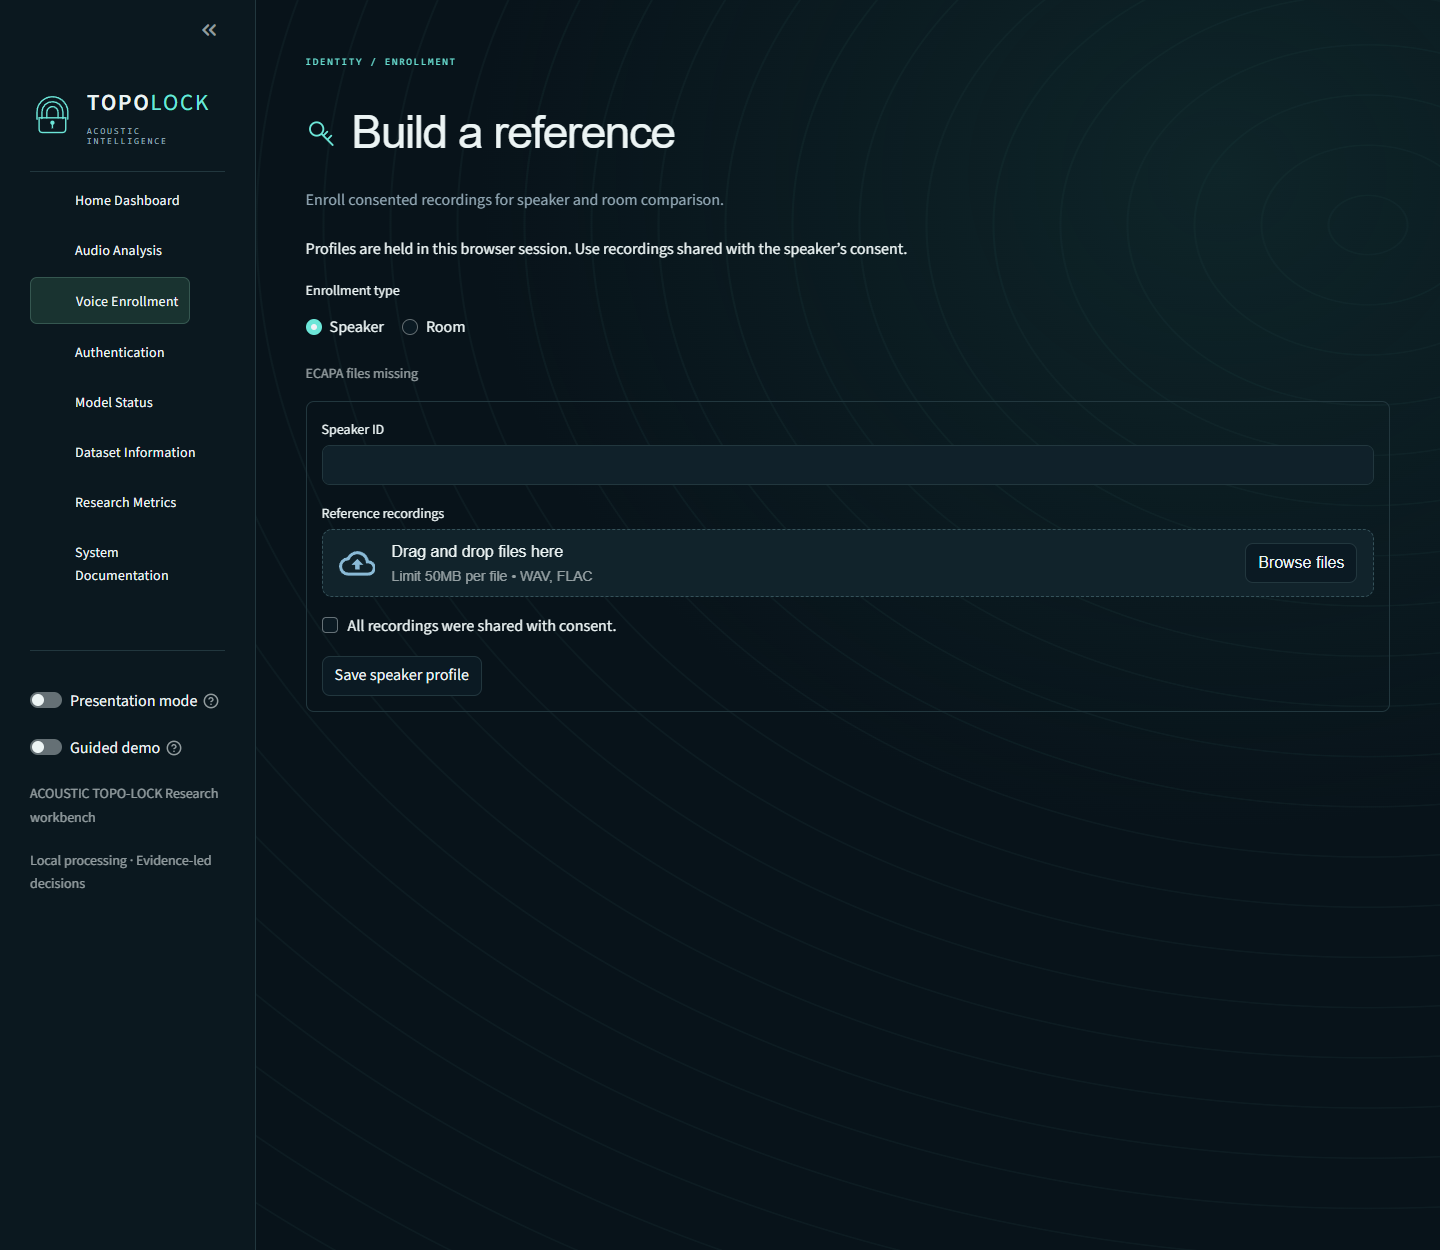 TOPOLOCK
ACOUSTIC
INTELLIGENCE
Home Dashboard
Audio Analysis
Voice Enrollment
Authentication
Model Status
Dataset Information
Research Metrics
System
Documentation
Presentation mode
Guided demo
ACOUSTIC TOPO-LOCK Research
workbench
Local processing · Evidence-led
decisions
IDENTITY / ENROLLMENT
Build a reference
Enroll consented recordings for speaker and room comparison.
Profiles are held in this browser session. Use recordings shared with the speaker’s consent.
Enrollment type
Speaker Room
ECAPA files missing
Speaker ID
Reference recordings
Drag and drop files here
Limit 50MB per file • WAV, FLAC
Browse files
All recordings were shared with consent.
Save speaker profile